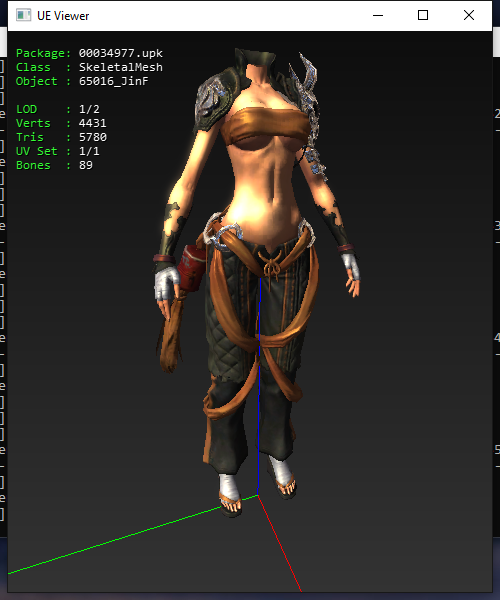 UE Viewer
Package: 00034977.upk
Class  : SkeletalMesh
Object : 65016_JinF
LOD    : 1/2
Verts  : 4431
Tris   : 5780
UV Set : 1/1
Bones  : 89